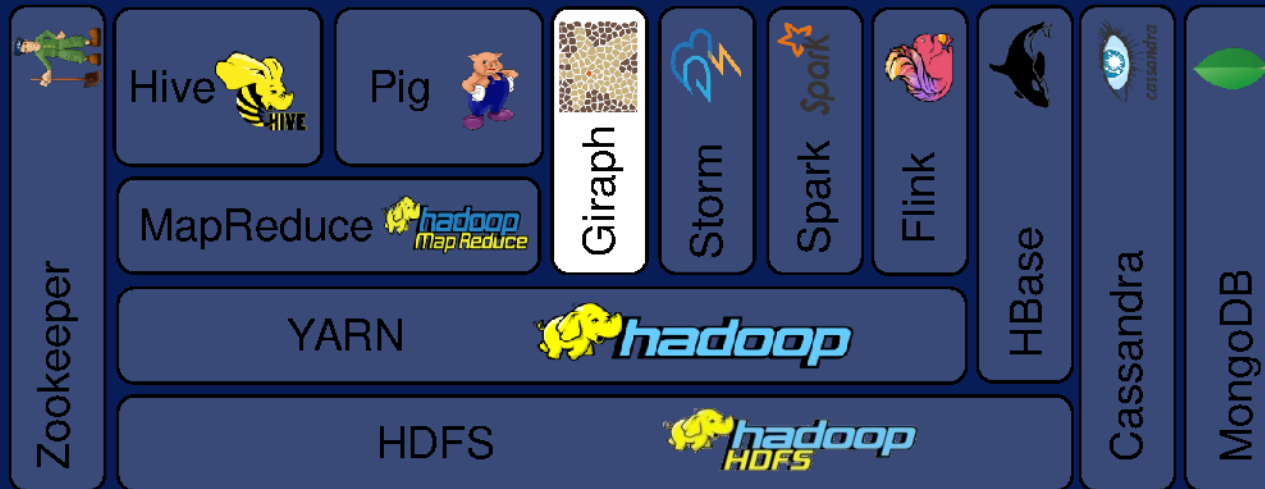 Zookeeper
Hive
HIVE
Pig
Giraph
Storm
Spark
Spark
Flink
HBase
Cassandra
cassandra
MongoDB
MapReduce
hadoop
Map Reduce
YARN
hadoop
HDFS
hadoop
HDFS